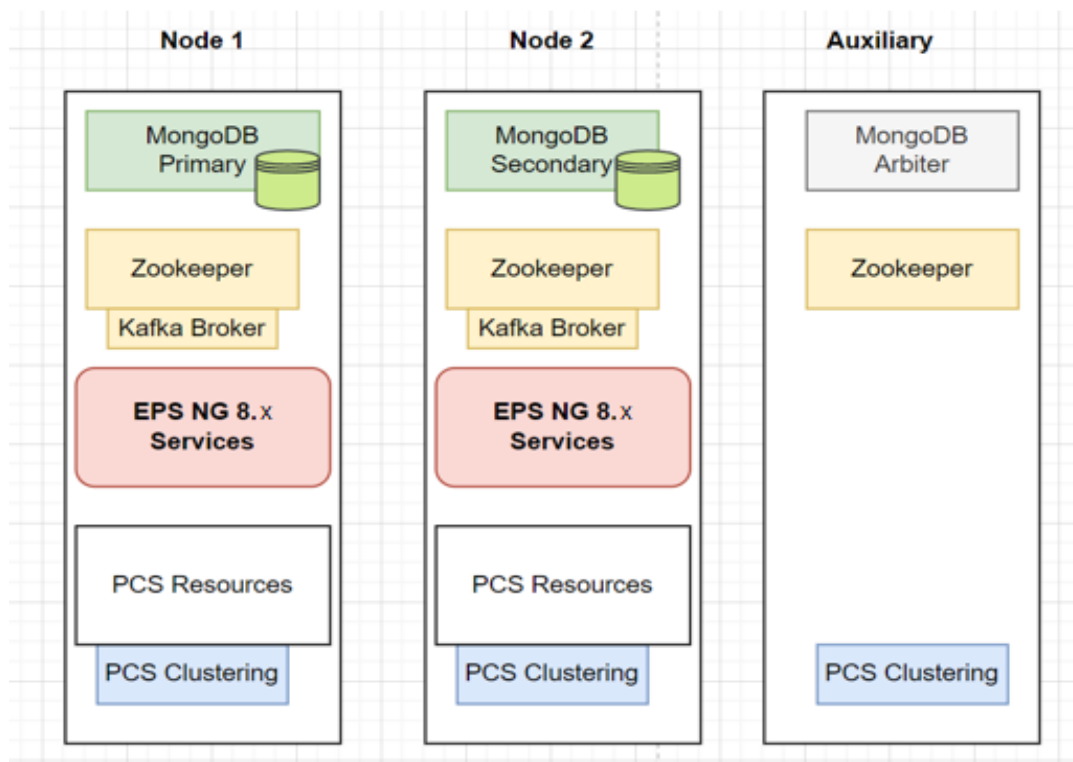 Node 1
Node 2
Auxiliary
MongoDB
Primary
MongoDB
Secondary
MongoDB
Arbiter
Zookeeper
Zookeeper
Zookeeper
Kafka Broker
Kafka Broker
EPS NG 8.x
Services
EPS NG 8.x
Services
PCS Resources
PCS Resources
PCS Clustering
PCS Clustering
PCS Clustering